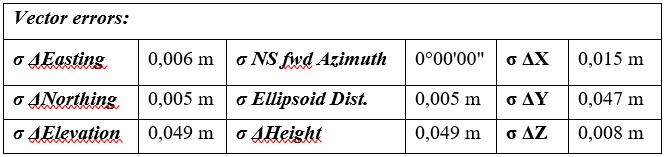 Vector errors:
σ ΔEasting 0,006 m σ NS fwd Azimuth 0°00'00" σ ΔX 0,015 m
σ ΔNorthing 0,005 m σ Ellipsoid Dist. 0,005 m σ ΔY 0,047 m
σ ΔElevation 0,049 m σ ΔHeight 0,049 m σ ΔZ 0,008 m